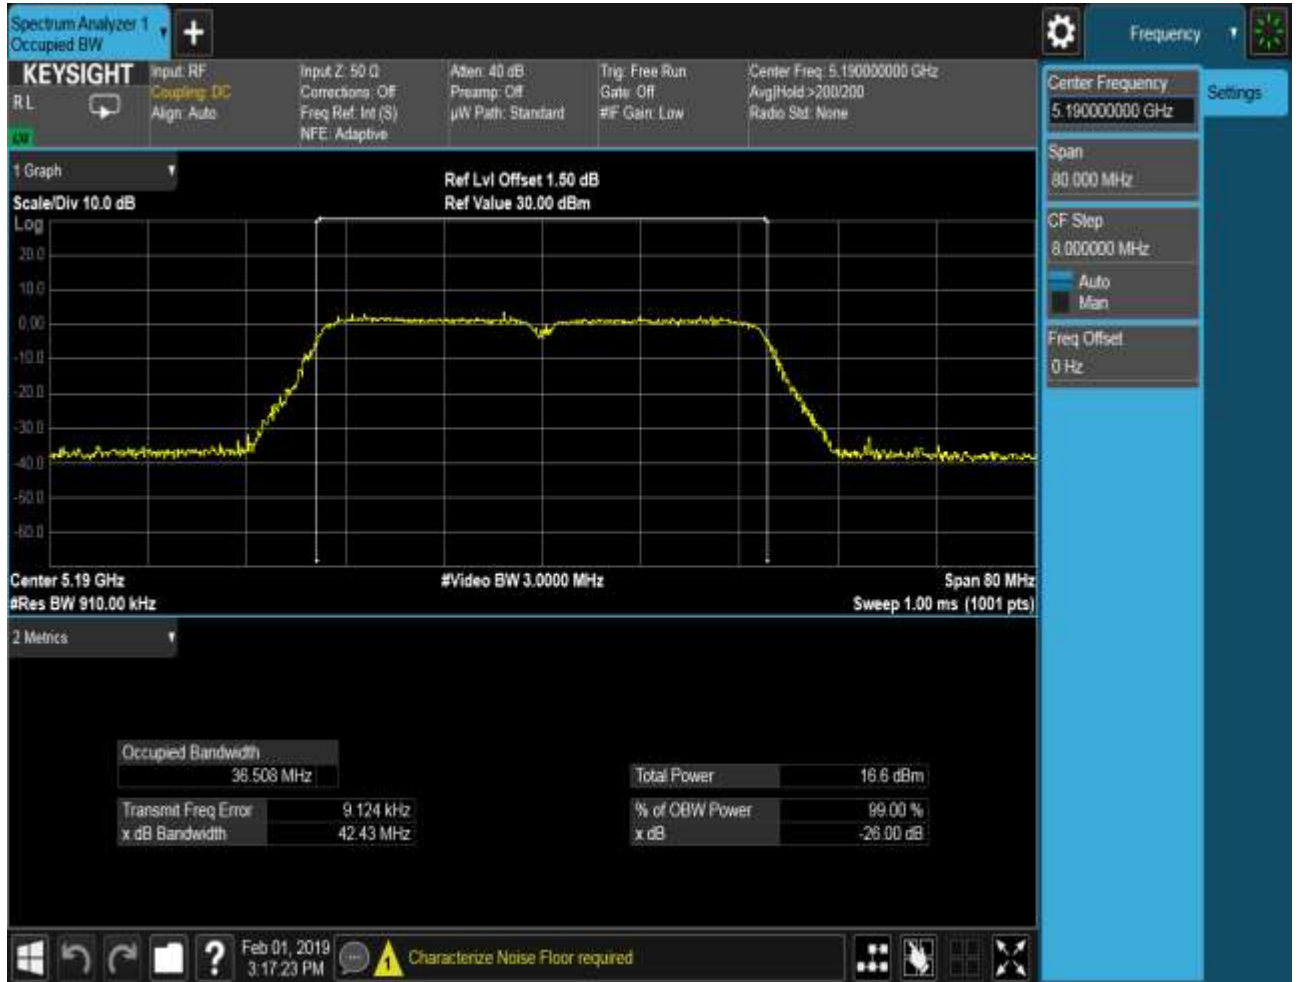 Spectrum Analyzer 1
Occupied BW
Frequency
KEYSIGHT
R L
Input: RF
Coupling: DC
Align: Auto
Input Z: 50 Ω
Corrections: Off
Freq Ref: Int (S)
NFE: Adaptive
Atten: 40 dB
Preamp: Off
µW Path: Standard
Trig: Free Run
Gate: Off
#IF Gain: Low
Center Freq: 5.190000000 GHz
Avg|Hold >200/200
Radio Std: None
Center Frequency
5.190000000 GHz
Settings
Span
80.000 MHz
CF Step
8.000000 MHz
Auto
Man
Freq Offset
0 Hz
1 Graph
Scale/Div 10.0 dB
Ref Lvl Offset 1.50 dB
Ref Value 30.00 dBm
Log
20.0
10.0
0.00
-10.0
-20.0
-30.0
-40.0
-50.0
-60.0
Center 5.19 GHz
#Res BW 910.00 kHz
#Video BW 3.0000 MHz
Span 80 MHz
Sweep 1.00 ms (1001 pts)
2 Metrics
Occupied Bandwidth
36.508 MHz
Transmit Freq Error 9.124 kHz
x dB Bandwidth 42.43 MHz
Total Power 16.6 dBm
% of OBW Power 99.00 %
x dB -26.00 dB
?
Feb 01, 2019
3:17:23 PM
1
Characterize Noise Floor required